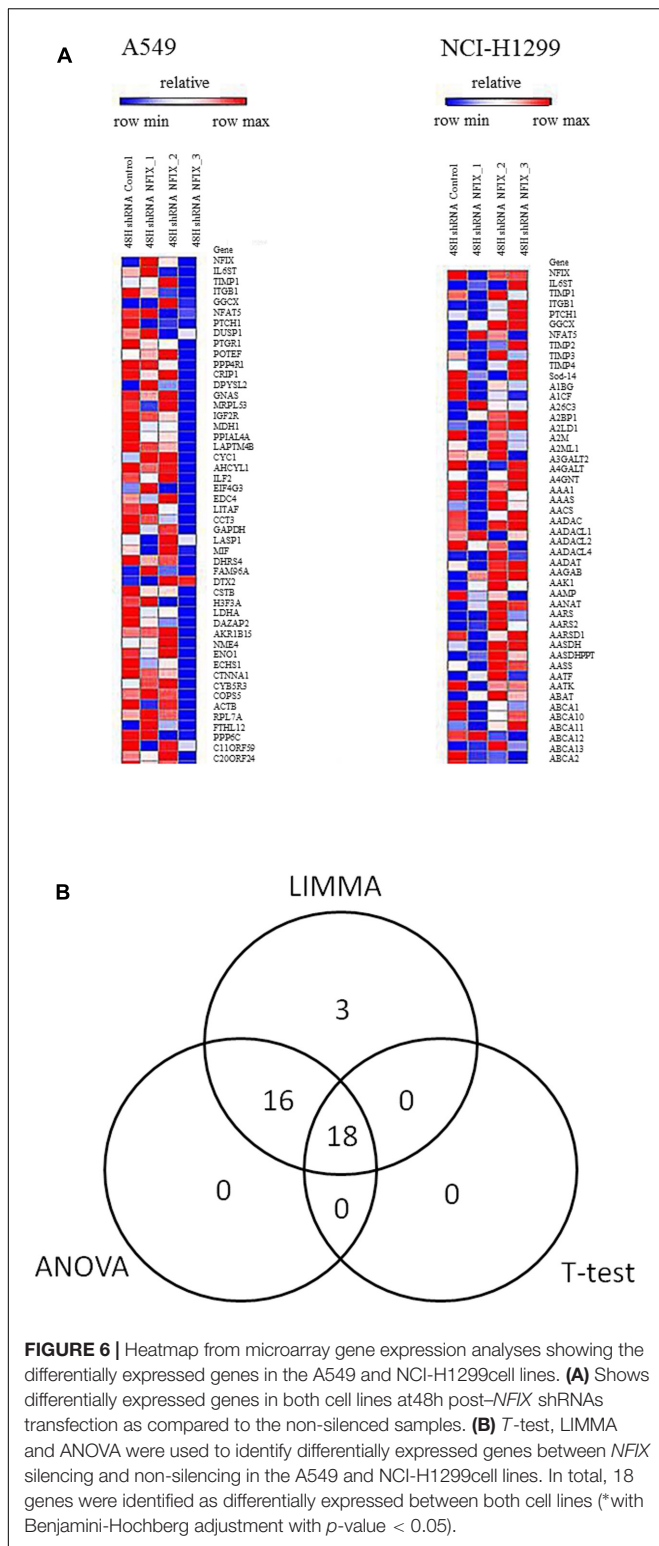 A
A549
NCI-H1299
relative
row min
row max
relative
row min
row max
48H shRNA Control
48H shRNA NFIX_1
48H shRNA NFIX_2
48H shRNA NFIX_3
Gene
NFIX
IL6ST
TIMP1
ITGB1
GGCX
NFAT5
PTCH1
DUSP1
PTGR1
POTEF
PPP4R1
CRIP1
DPYSL2
GNAS
MRPL53
IGF2R
MDH1
PPIAL4A
LAPTM4B
CYC1
AHCYL1
ILF2
EIF4G3
EDC4
LITAF
CCT3
GAPDH
LASP1
MIF
DHRS4
FAM96A
DTX2
CSTB
H3F3A
LDHA
DAZAP2
AKR1B15
NME4
ENO1
ECHS1
CTNNA1
CYB5R3
COPS5
ACTB
RPL7A
FTHL12
PPP6C
C11ORF59
C20ORF24
48H shRNA Control
48H shRNA NFIX_1
48H shRNA NFIX_2
48H shRNA NFIX_3
Gene
NFIX
IL6ST
TIMP1
ITGB1
PTCH1
GGCX
NFAT5
TIMP2
TIMP3
TIMP4
Sod-14
A1BG
A1CF
A26C3
A2BP1
A2LD1
A2M
A2ML1
A3GALT2
A4GALT
A4GNT
AAA1
AAAS
AACS
AADAC
AADACL1
AADACL2
AADACL4
AADAT
AAGAB
AAK1
AAMP
AANAT
AARS
AARS2
AARSD1
AASDH
AASDHPPT
AASS
AATF
AATK
ABAT
ABCA1
ABCA10
ABCA11
ABCA12
ABCA13
ABCA2
B
LIMMA
3
16
0
18
0
0
0
ANOVA
T-test
FIGURE 6 | Heatmap from microarray gene expression analyses showing the
differentially expressed genes in the A549 and NCI-H1299cell lines. (A) Shows
differentially expressed genes in both cell lines at48h post–NFIX shRNAs
transfection as compared to the non-silenced samples. (B) T-test, LIMMA
and ANOVA were used to identify differentially expressed genes between NFIX
silencing and non-silencing in the A549 and NCI-H1299cell lines. In total, 18
genes were identified as differentially expressed between both cell lines (*with
Benjamini-Hochberg adjustment with p-value < 0.05).